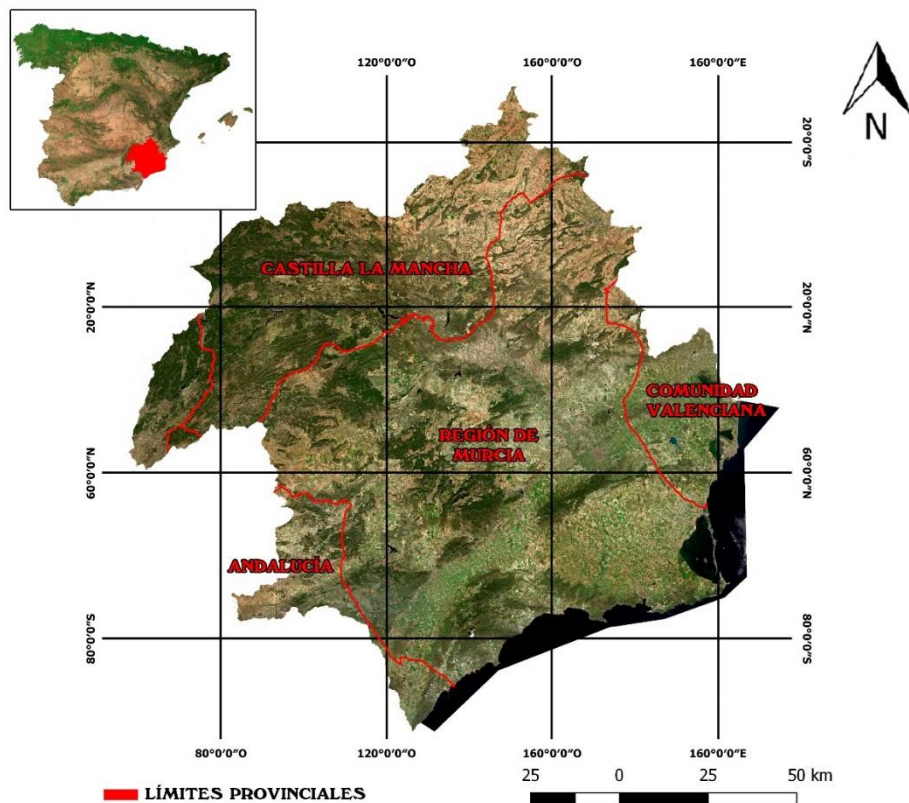 120°0'0"O 160°0'0"O 160°0'0"E
N
20°0'0"S 20°0'0"S
CASTILLA LA MANCHA
20°0'0"N 20°0'0"N
COMUNIDAD
VALENCIANA
REGIÓN DE
MURCIA
60°0'0"N 60°0'0"N
ANDALUCÍA
80°0'0"S 80°0'0"S
80°0'0"O 120°0'0"O 160°0'0"O 160°0'0"E
LÍMITES PROVINCIALES
25 0 25 50 km